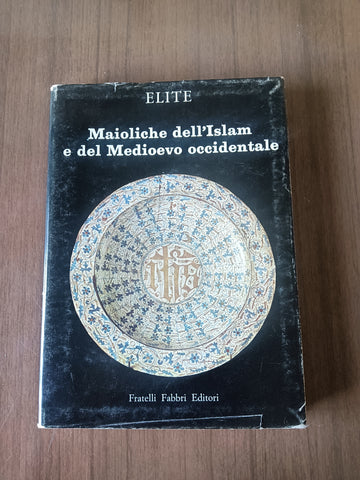 ELITE
Maioliche dell'Islam
e del Medioevo occidentale
Fratelli Fabbri Editori